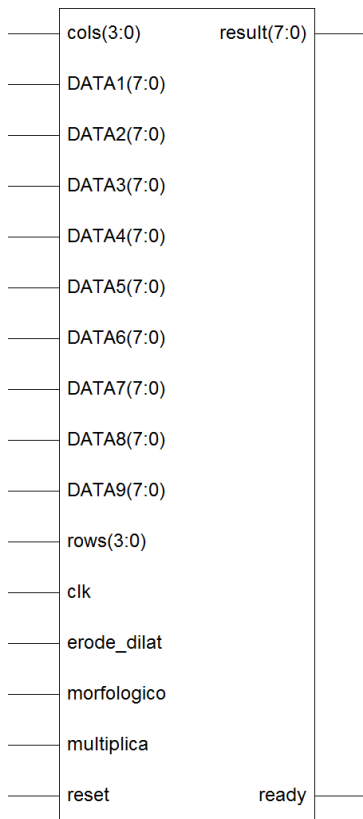 cols(3:0) result(7:0)
DATA1(7:0)
DATA2(7:0)
DATA3(7:0)
DATA4(7:0)
DATA5(7:0)
DATA6(7:0)
DATA7(7:0)
DATA8(7:0)
DATA9(7:0)
rows(3:0)
clk
erode_dilat
morfologico
multiplica
reset ready